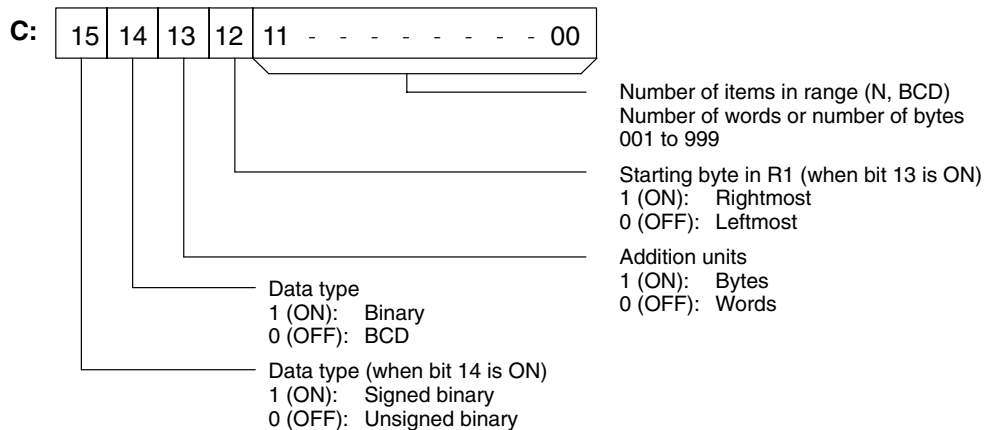 C: 15 14 13 12 11 - - - - - - - - 00
Number of items in range (N, BCD)
Number of words or number of bytes
001 to 999
Starting byte in R1 (when bit 13 is ON)
1 (ON): Rightmost
0 (OFF): Leftmost
Addition units
1 (ON): Bytes
0 (OFF): Words
Data type
1 (ON): Binary
0 (OFF): BCD
Data type (when bit 14 is ON)
1 (ON): Signed binary
0 (OFF): Unsigned binary